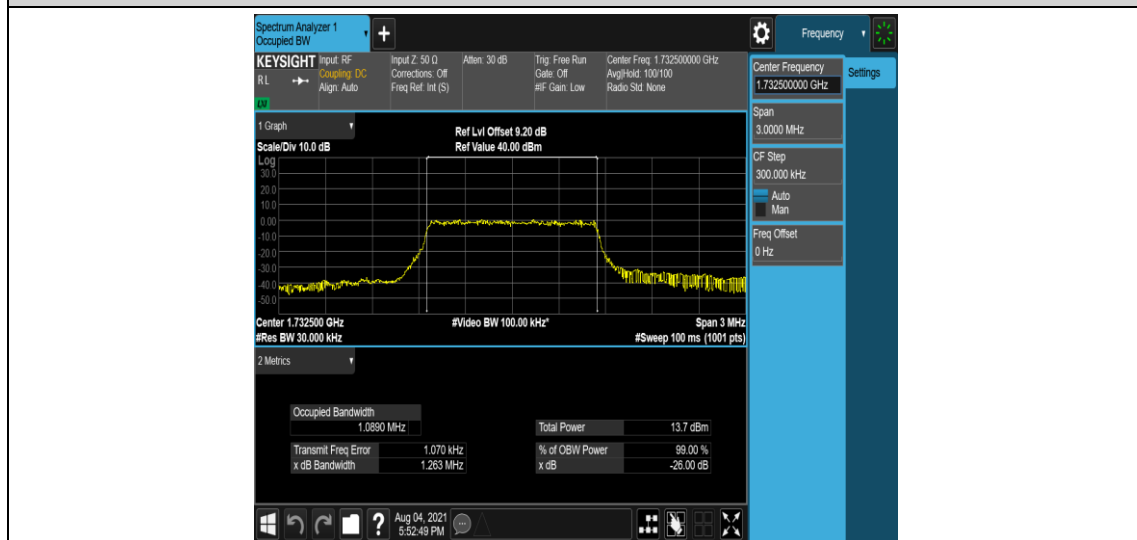 Spectrum Analyzer 1
Occupied BW
+
Frequency
KEYSIGHT
RL
LXI
Input: RF
Coupling: DC
Align: Auto
Input Z: 50 Ω
Corrections: Off
Freq Ref: Int (S)
Atten: 30 dB
Trig: Free Run
Gate: Off
#IF Gain: Low
Center Freq: 1.732500000 GHz
Avg|Hold: 100/100
Radio Std: None
Center Frequency
1.732500000 GHz
Settings
Span
3.0000 MHz
CF Step
300.000 kHz
Auto
Man
Freq Offset
0 Hz
1 Graph
Scale/Div 10.0 dB
Ref Lvl Offset 9.20 dB
Ref Value 40.00 dBm
Log
30.0
20.0
10.0
0.00
-10.0
-20.0
-30.0
-40.0
-50.0
Center 1.732500 GHz
#Res BW 30.000 kHz
#Video BW 100.00 kHz*
Span 3 MHz
#Sweep 100 ms (1001 pts)
2 Metrics
Occupied Bandwidth
1.0890 MHz
Total Power 13.7 dBm
Transmit Freq Error 1.070 kHz
% of OBW Power 99.00 %
x dB Bandwidth 1.263 MHz
x dB -26.00 dB
?
Aug 04, 2021
5:52:49 PM